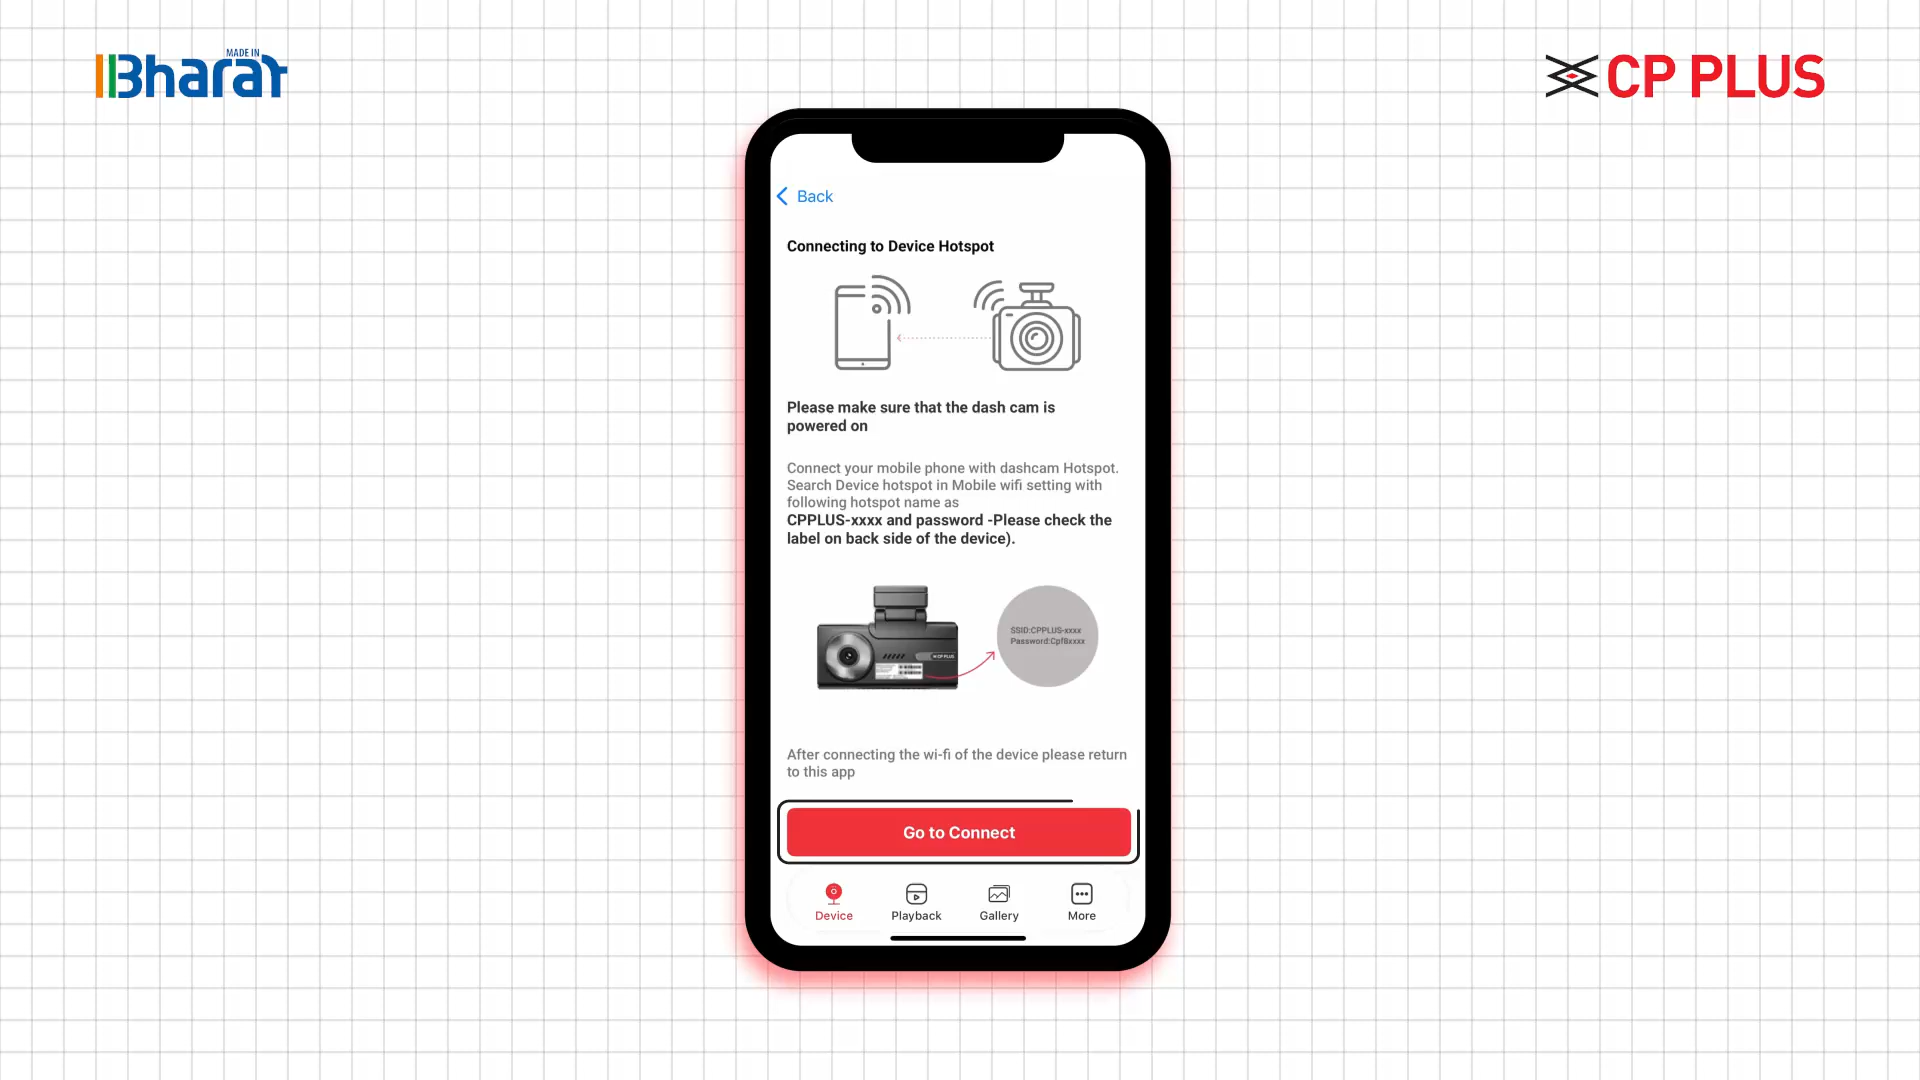 MADE IN
Bharat
CP PLUS
Back
Connecting to Device Hotspot
Please make sure that the dash cam is
powered on
Connect your mobile phone with dashcam Hotspot.
Search Device hotspot in Mobile wifi setting with
following hotspot name as
CPPLUS-xxxx and password -Please check the
label on back side of the device).
CP PLUS
SSID:CPPLUS-xxxx
Password:Cpf8xxxx
After connecting the wi-fi of the device please return
to this app
Go to Connect
Device
Playback
Gallery
More